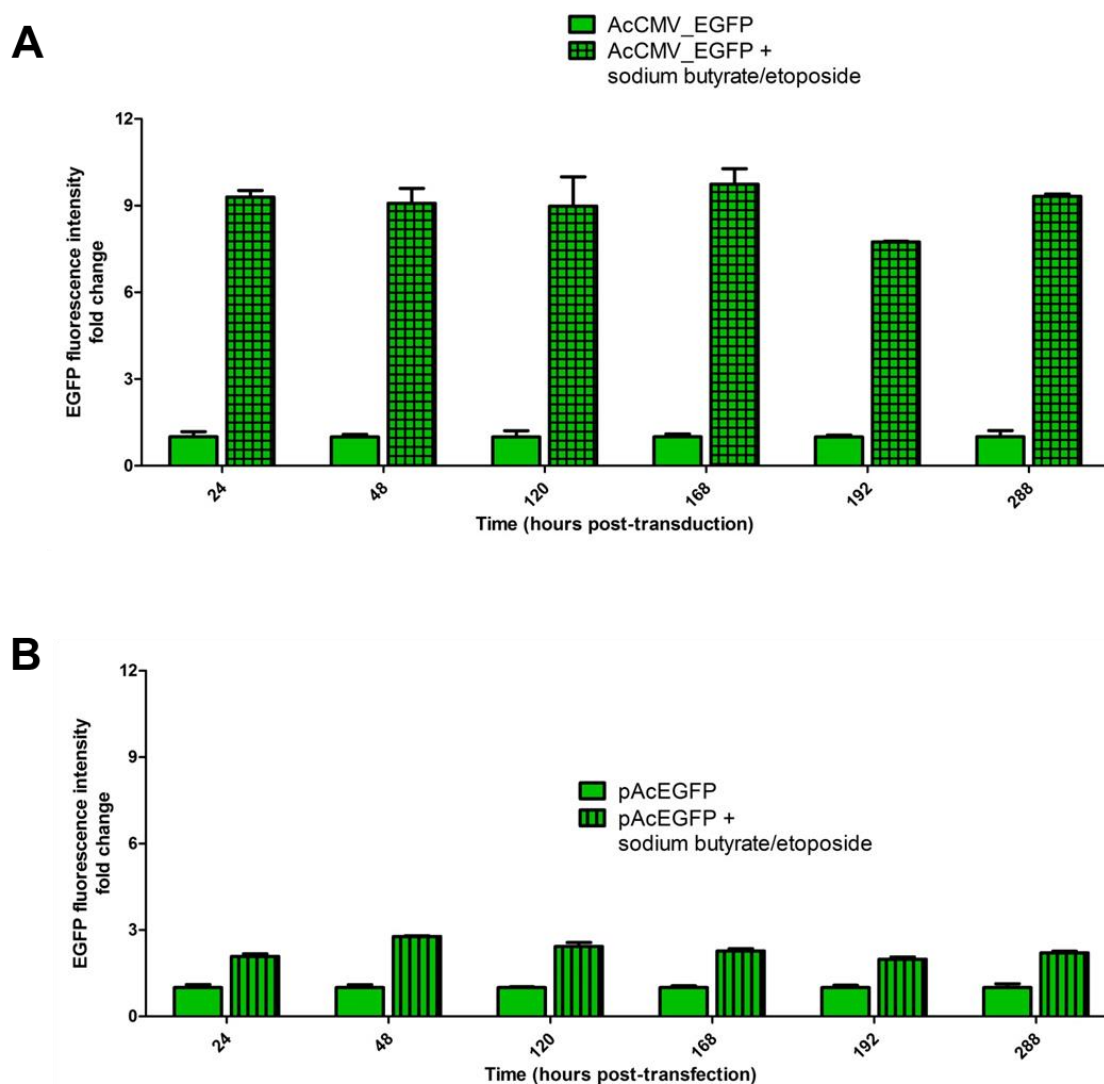 A
AcCMV_EGFP
AcCMV_EGFP +
sodium butyrate/etoposide
EGFP fluorescence intensity
fold change
12
9
6
3
0
24
48
120
168
192
288
Time (hours post-transduction)
B
EGFP fluorescence intensity
fold change
12
9
6
3
0
pAcEGFP
pAcEGFP +
sodium butyrate/etoposide
24
48
120
168
192
288
Time (hours post-transfection)